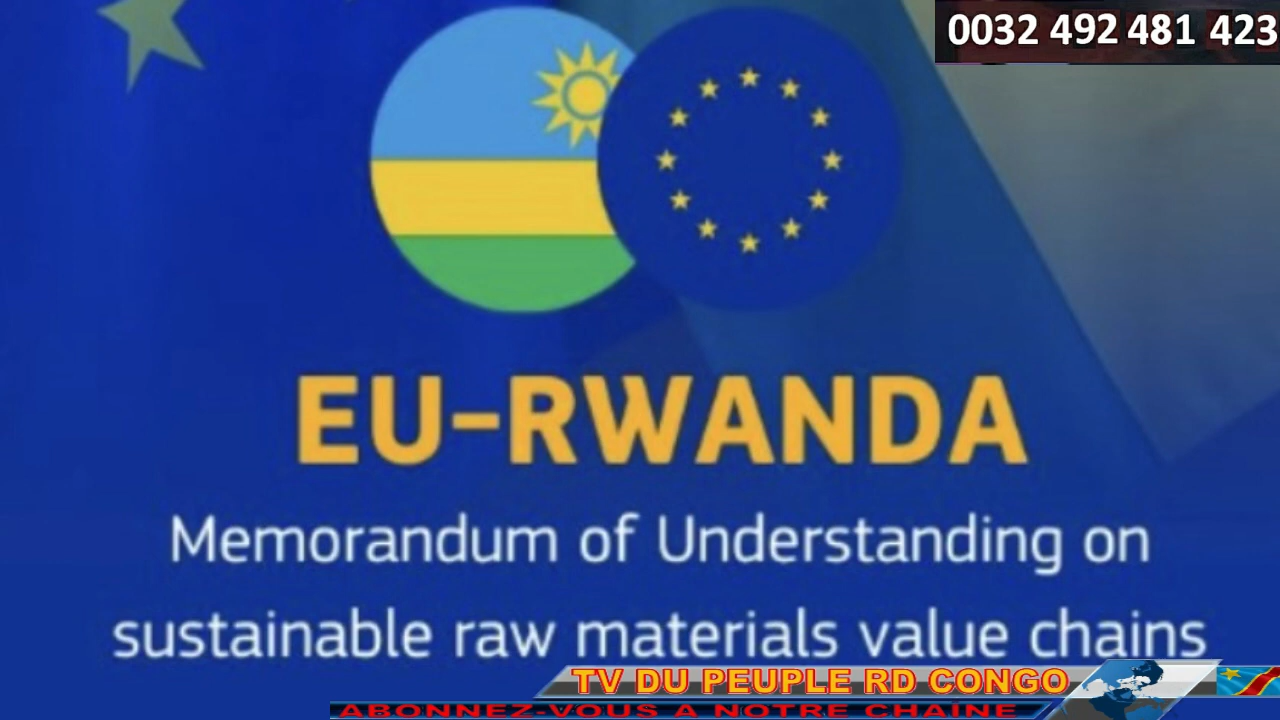 0032 492 481 423
EU-RWANDA
Memorandum of Understanding on
sustainable raw materials value chains
TV DU PEUPLE RD CONGO
ABONNEZ-VOUS A NOTRE CHAÎNE